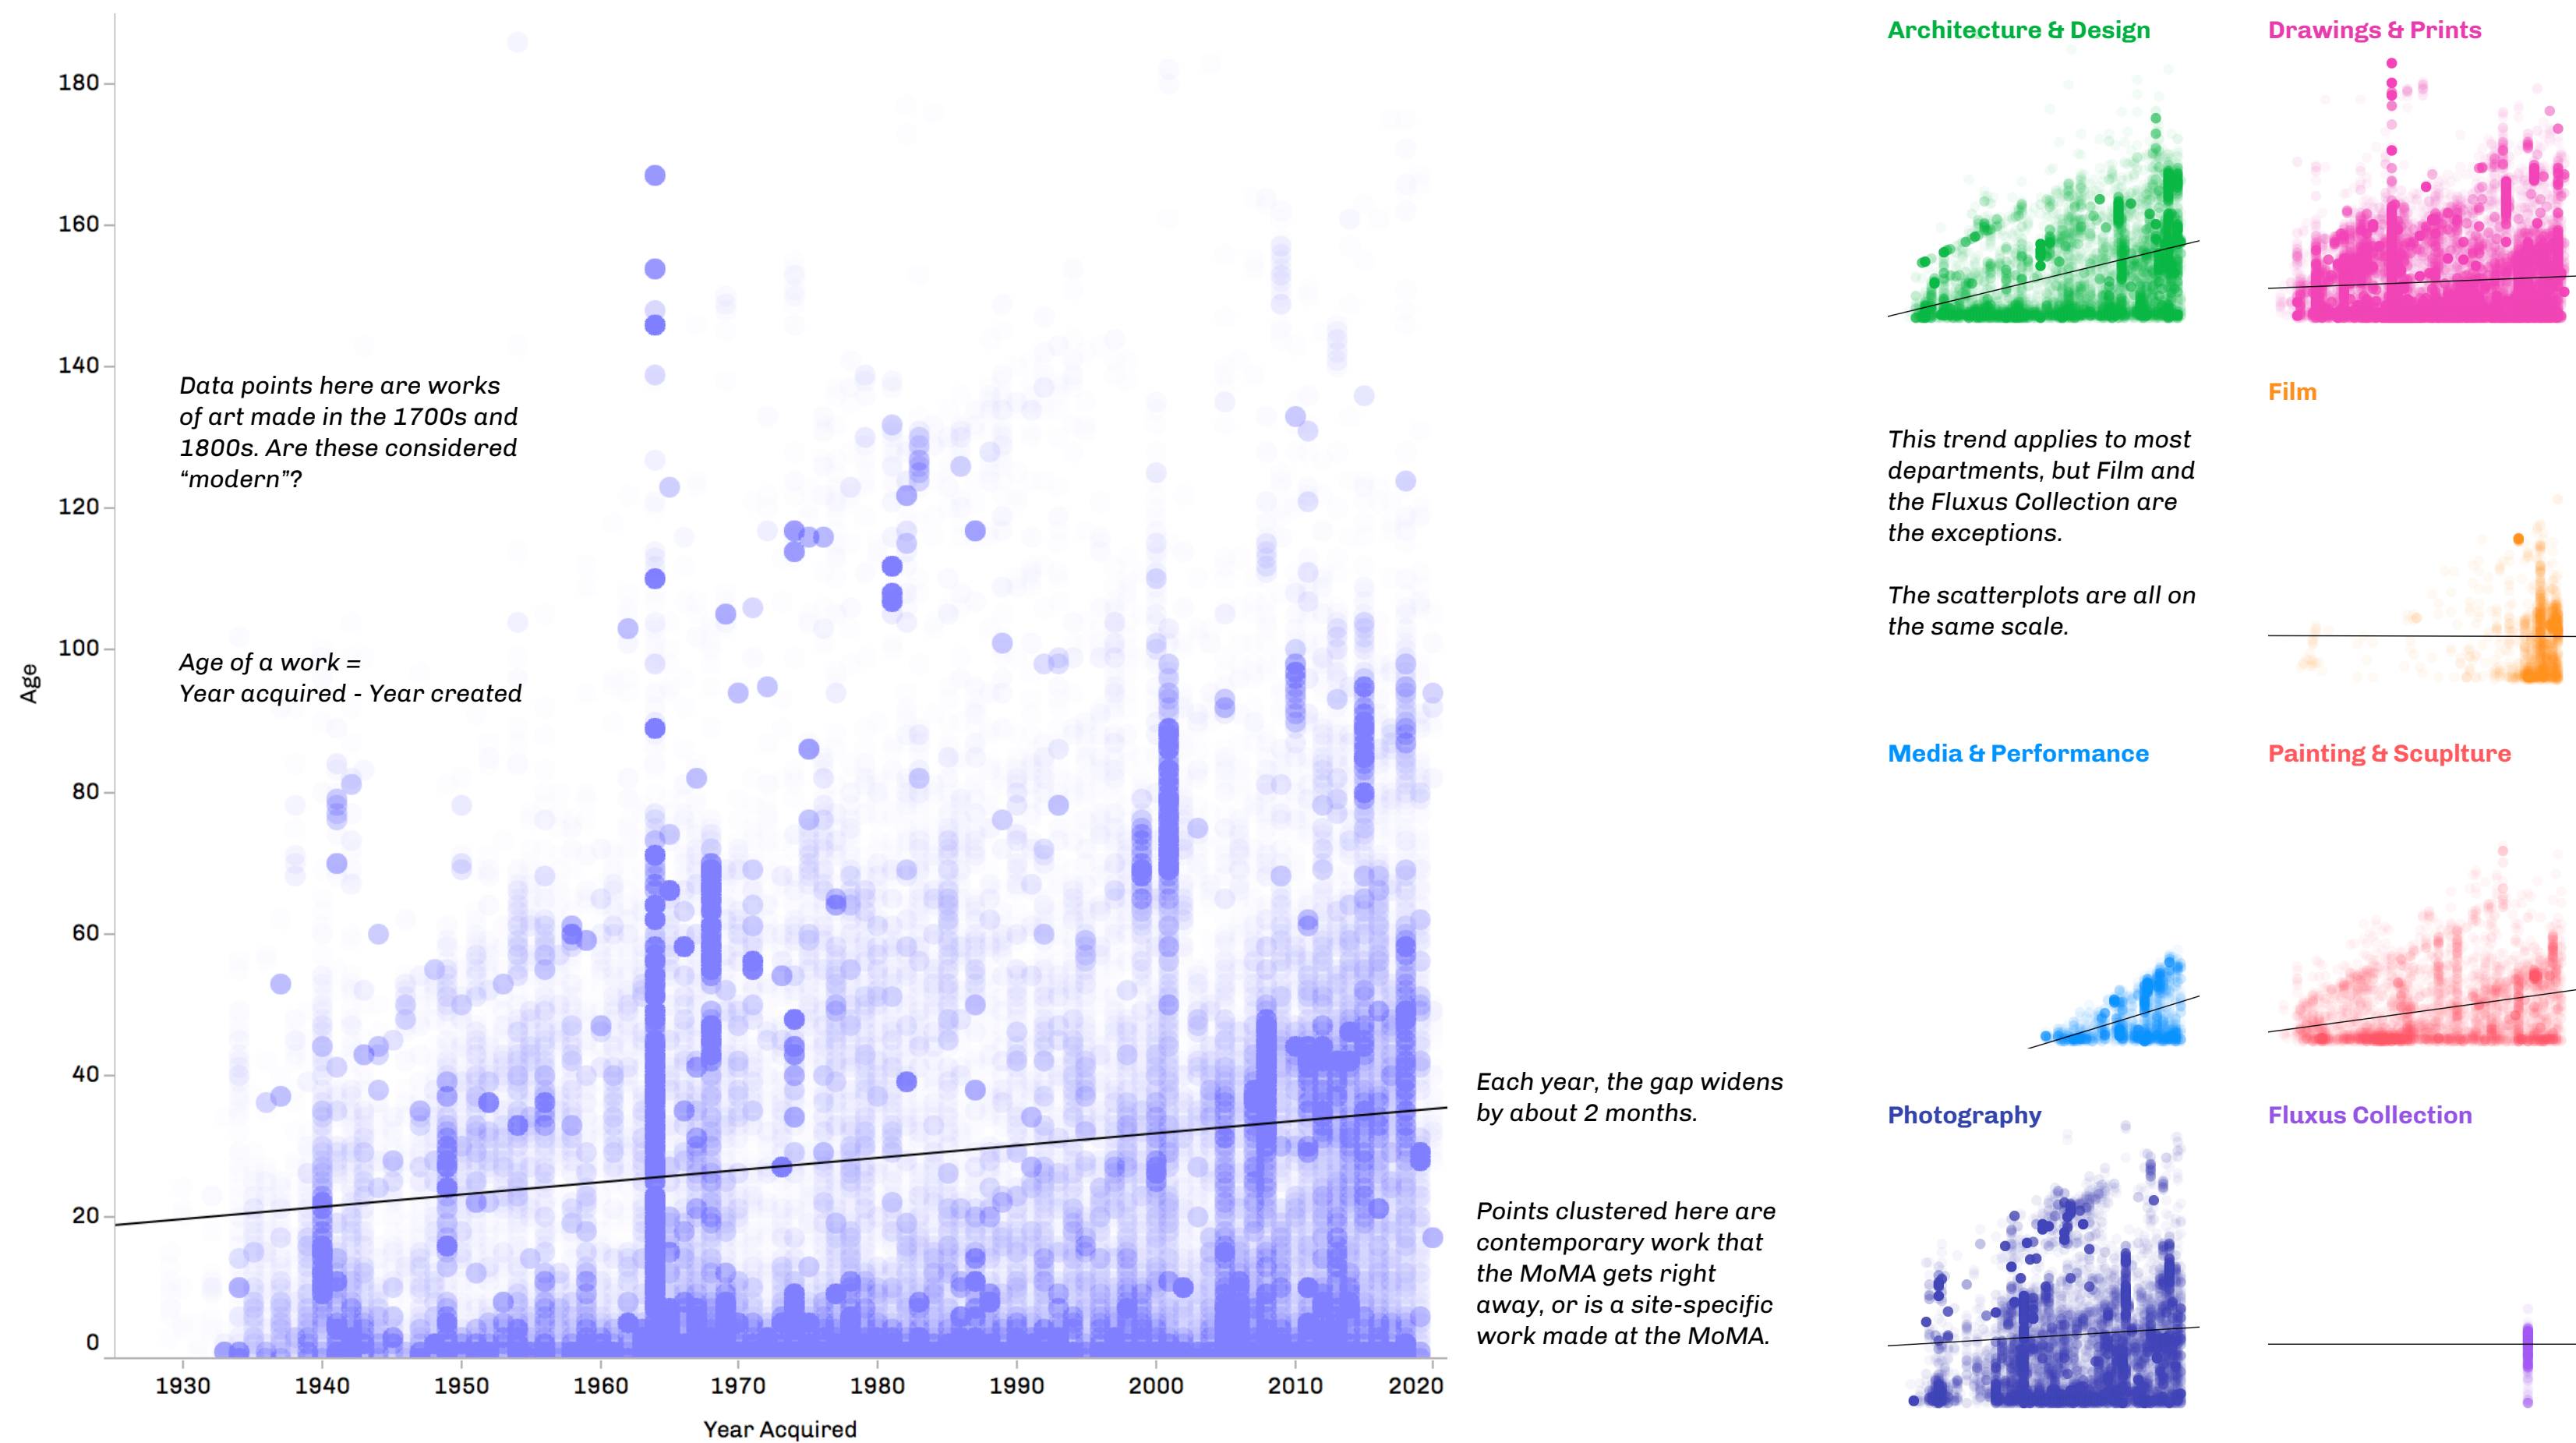 180
160
140
120
100
80
60
40
20
0
Age
1930
1940
1950
1960
1970
1980
1990
2000
2010
2020
Year Acquired
Data points here are works
of art made in the 1700s and
1800s. Are these considered
“modern”?
Age of a work =
Year acquired - Year created
Each year, the gap widens
by about 2 months.
Points clustered here are
contemporary work that
the MoMA gets right
away, or is a site-specific
work made at the MoMA.
Architecture & Design
Drawings & Prints
This trend applies to most
departments, but Film and
the Fluxus Collection are
the exceptions.
The scatterplots are all on
the same scale.
Film
Media & Performance
Painting & Scuplture
Photography
Fluxus Collection